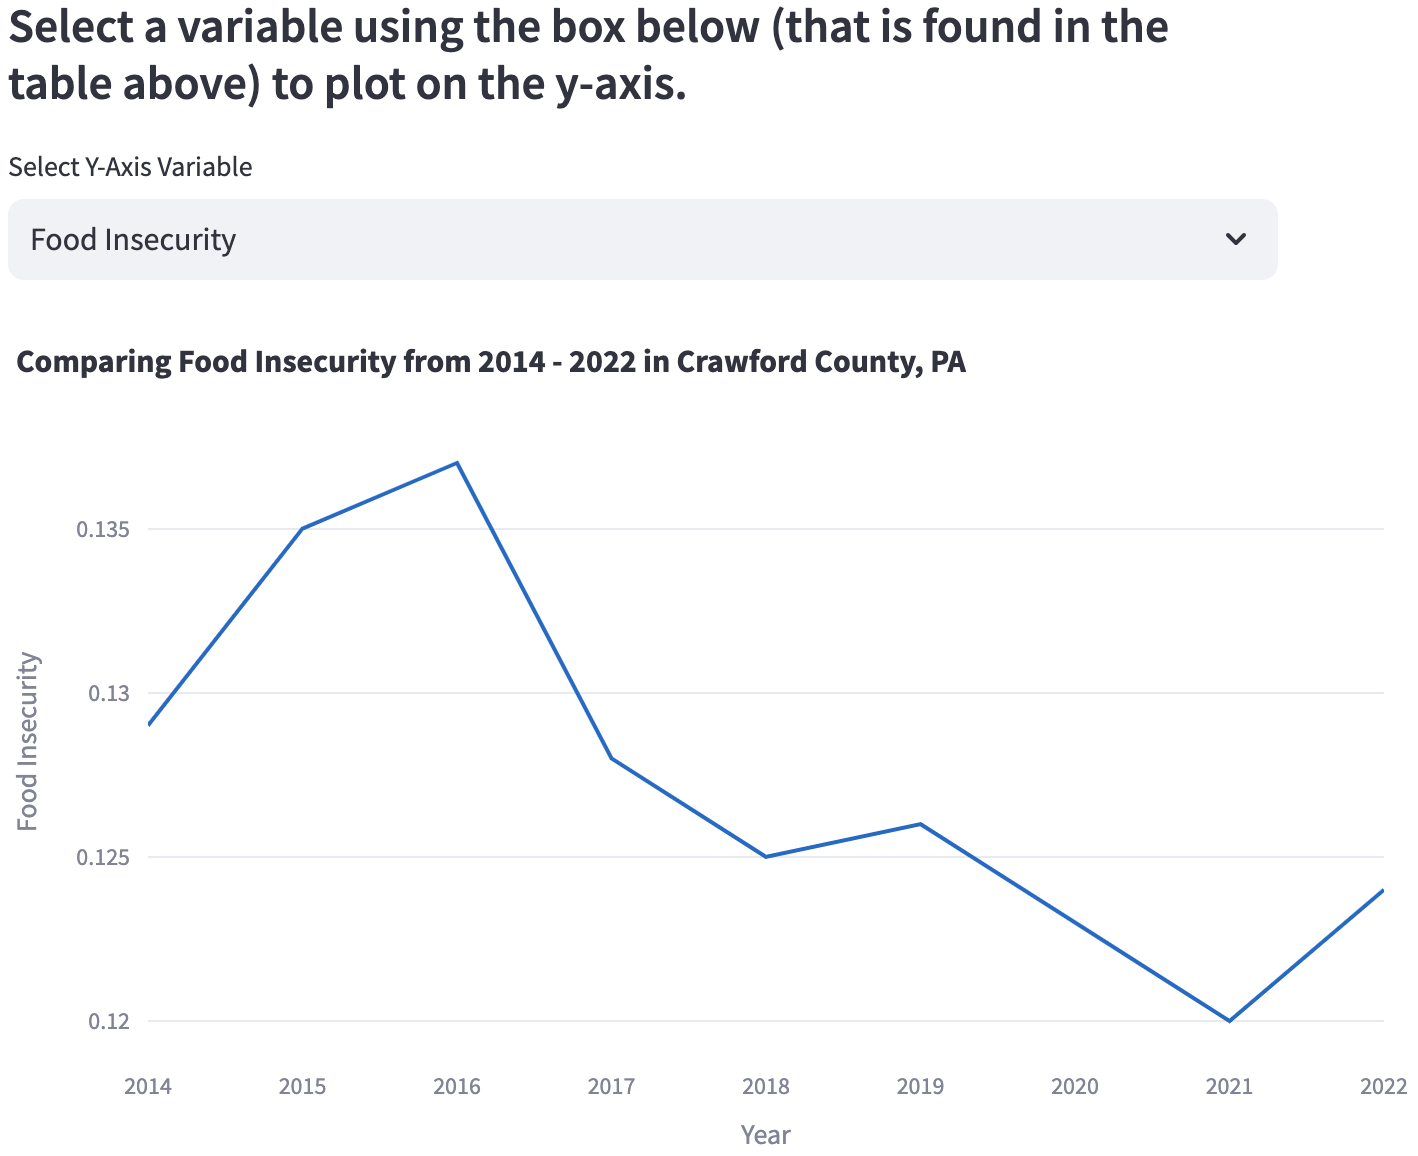 Select a variable using the box below (that is found in the
table above) to plot on the y-axis.
Select Y-Axis Variable
Food Insecurity
Comparing Food Insecurity from 2014 - 2022 in Crawford County, PA
0.135
0.13
0.125
0.12
Food Insecurity
2014 2015 2016 2017 2018 2019 2020 2021 2022
Year